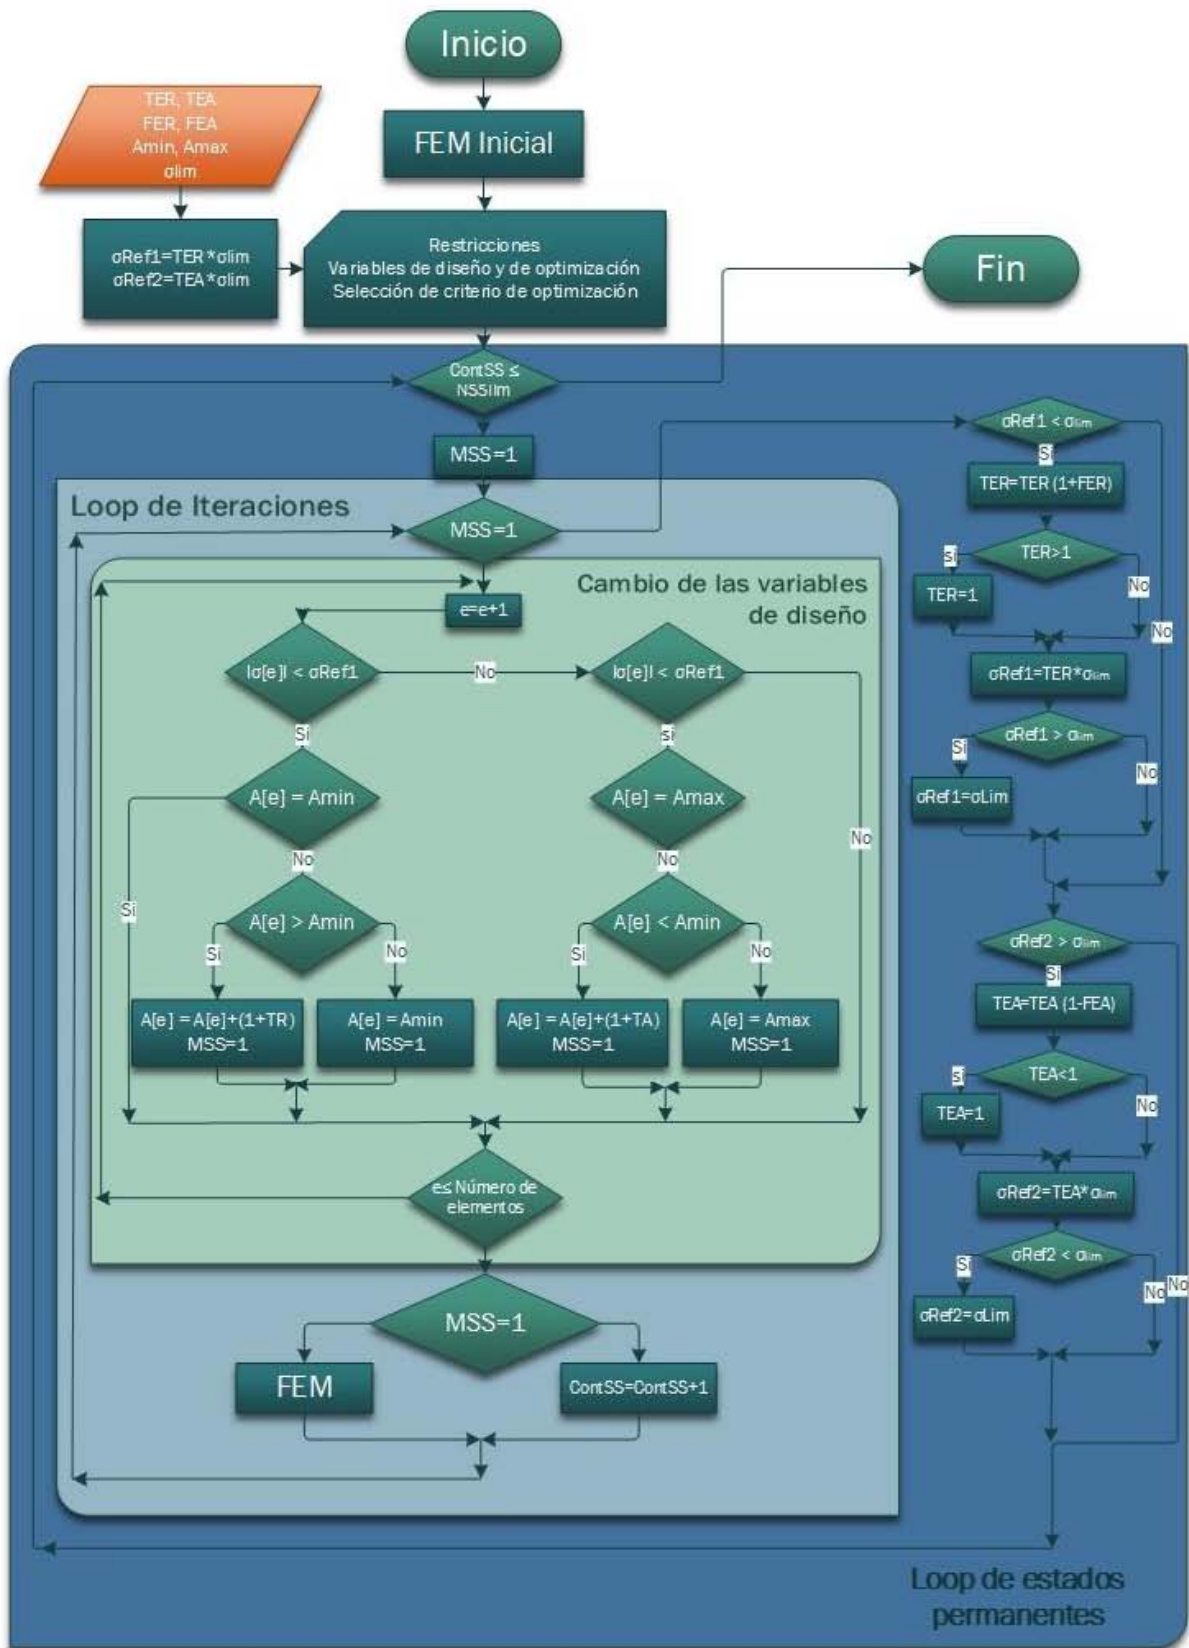 Inicio
TER, TEA
FER, FEA
Amin, Amax
σlim
FEM Inicial
σRef1=TER*σlim
σRef2=TEA*σlim
Restricciones
Variables de diseño y de optimización
Selección de criterio de optimización
Fin
ContSS ≤
NSSlim
MSS=1
Loop de Iteraciones
MSS=1
Cambio de las variables
de diseño
e=e+1
Iσ[e]I < σRef1
No
Iσ[e]I < σRef1
Si
si
A[e] = Amin
A[e] = Amax
No
No
No
Si
A[e] > Amin
A[e] < Amin
Si
No
Si
No
A[e] = A[e]+(1+TR)
MSS=1
A[e] = Amin
MSS=1
A[e] = A[e]+(1+TA)
MSS=1
A[e] = Amax
MSS=1
e≤ Número de
elementos
MSS=1
FEM
ContSS=ContSS+1
σRef1 < σlim
Si
TER=TER (1+FER)
TER>1
si
No
TER=1
No
σRef1=TER*σlim
σRef1 > σlim
Si
No
σRef1=σLim
σRef2 > σlim
Si
TEA=TEA (1-FEA)
TEA<1
si
No
TEA=1
σRef2=TEA*σlim
σRef2 < σlim
Si
No
No
σRef2=σLim
Loop de estados
permanentes